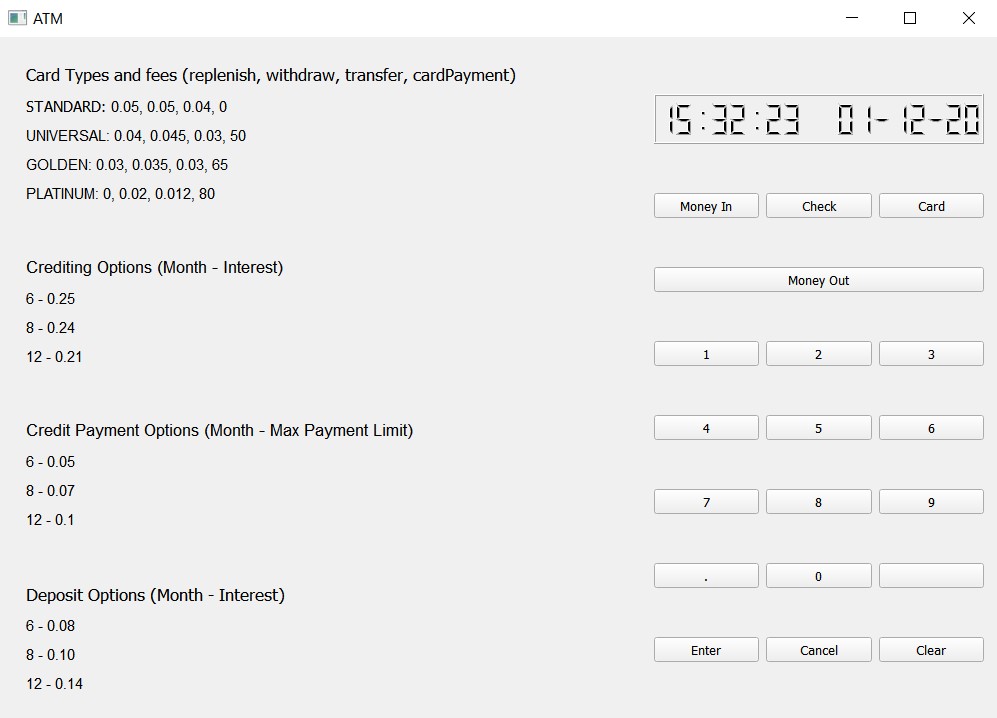 ATM
Card Types and fees (replenish, withdraw, transfer, cardPayment)
STANDARD: 0.05, 0.05, 0.04, 0
UNIVERSAL: 0.04, 0.045, 0.03, 50
GOLDEN: 0.03, 0.035, 0.03, 65
PLATINUM: 0, 0.02, 0.012, 80
Crediting Options (Month - Interest)
6 - 0.25
8 - 0.24
12 - 0.21
Credit Payment Options (Month - Max Payment Limit)
6 - 0.05
8 - 0.07
12 - 0.1
Deposit Options (Month - Interest)
6 - 0.08
8 - 0.10
12 - 0.14
15:32:23 01-12-20
Money In Check Card
Money Out
1 2 3
4 5 6
7 8 9
. 0
Enter Cancel Clear